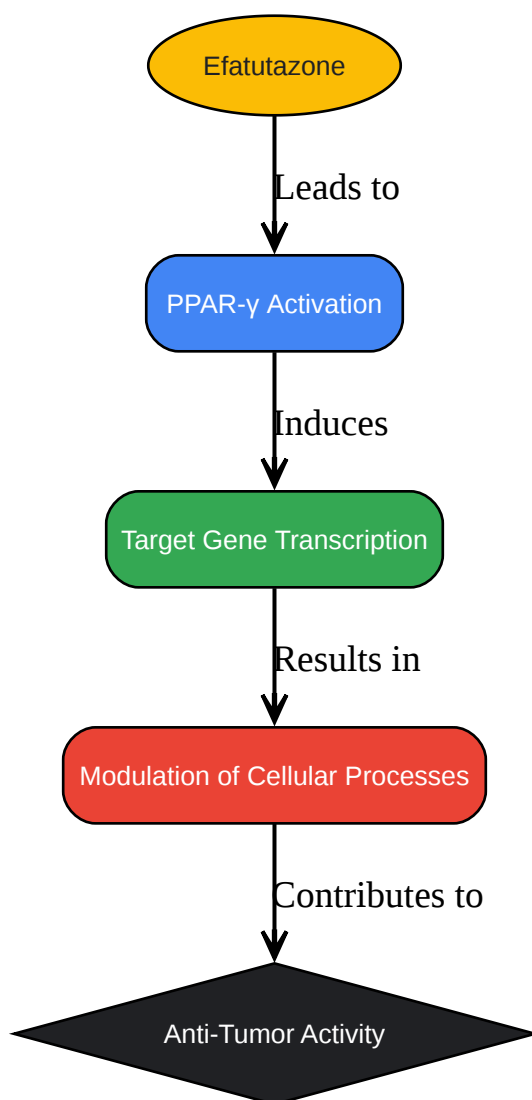 Efatutazone
Leads to
PPAR-γ Activation
Induces
Target Gene Transcription
Results in
Modulation of Cellular Processes
Contributes to
Anti-Tumor Activity